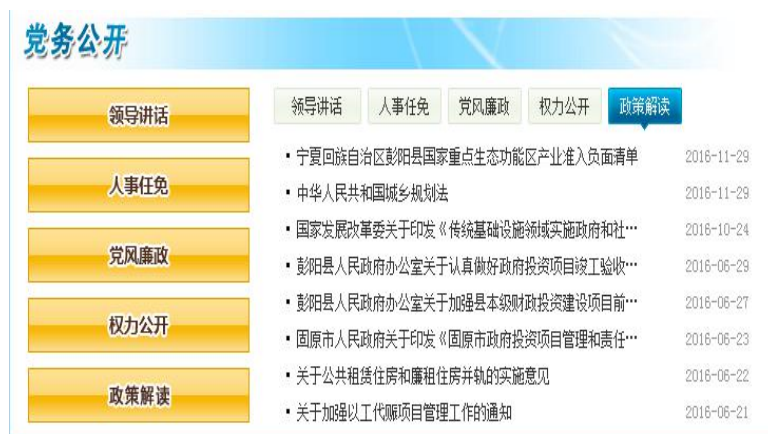 党务公开
领导讲话
人事任免
党风廉政
权力公开
政策解读
领导讲话 人事任免 党风廉政 权力公开 政策解读
▪ 宁夏回族自治区彭阳县国家重点生态功能区产业准入负面清单 2016-11-29
▪ 中华人民共和国城乡规划法 2016-11-29
▪ 国家发展改革委关于印发《传统基础设施领域实施政府和社… 2016-10-24
▪ 彭阳县人民政府办公室关于认真做好政府投资项目竣工验收… 2016-06-29
▪ 彭阳县人民政府办公室关于加强县本级财政投资建设项目前… 2016-06-27
▪ 固原市人民政府关于印发《固原市政府投资项目管理和责任… 2016-06-23
▪ 关于公共租赁住房和廉租住房并轨的实施意见 2016-06-22
▪ 关于加强以工代赈项目管理工作的通知 2016-06-21